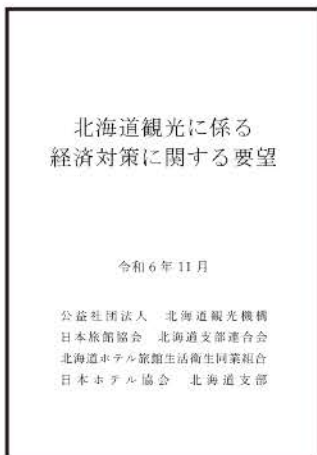 北海道観光に係る
経済対策に関する要望
令和6年11月
公益社団法人　北海道観光機構
日本旅館協会　北海道支部連合会
北海道ホテル旅館生活衛生同業組合
日本ホテル協会　北海道支部